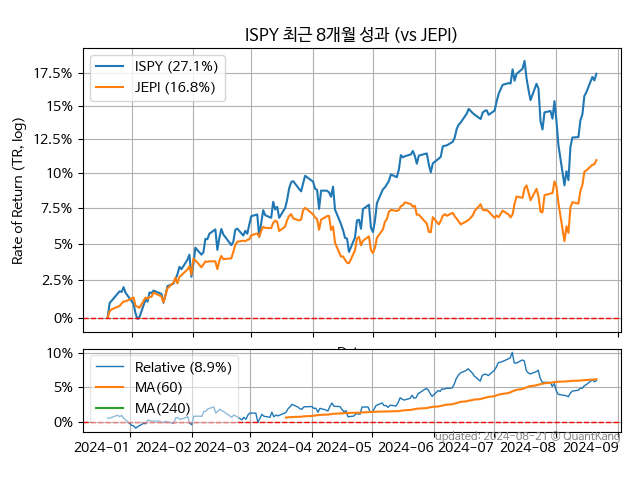 ISPY 최근 8개월 성과 (vs JEPI)
Rate of Return (TR, log)
17.5%
15%
12.5%
10%
7.5%
5%
2.5%
0%
ISPY (27.1%)
JEPI (16.8%)
10%
5%
0%
Relative (8.9%)
MA(60)
MA(240)
2024-01
2024-02
2024-03
2024-04
2024-05
2024-06
2024-07
2024-08
2024-09
updated: 2024-08-21 © QuantKang